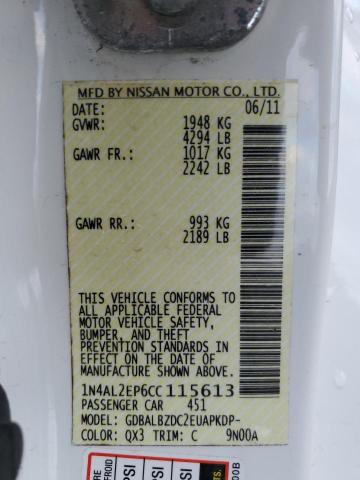 MFD BY NISSAN MOTOR CO., LTD.
DATE: 06/11
GVWR: 1948 KG
4294 LB
GAWR FR.: 1017 KG
2242 LB
GAWR RR.: 993 KG
2189 LB
THIS VEHICLE CONFORMS TO
ALL APPLICABLE FEDERAL
MOTOR VEHICLE SAFETY,
BUMPER, AND THEFT
PREVENTION STANDARDS IN
EFFECT ON THE DATE OF
MANUFACTURE SHOWN ABOVE.
1N4AL2EP6CC115613
PASSENGER CAR 451
MODEL: GDBALBZDC2EUAPKDP-
COLOR: QX3 TRIM: C 9N00A
PSI PSI PSI